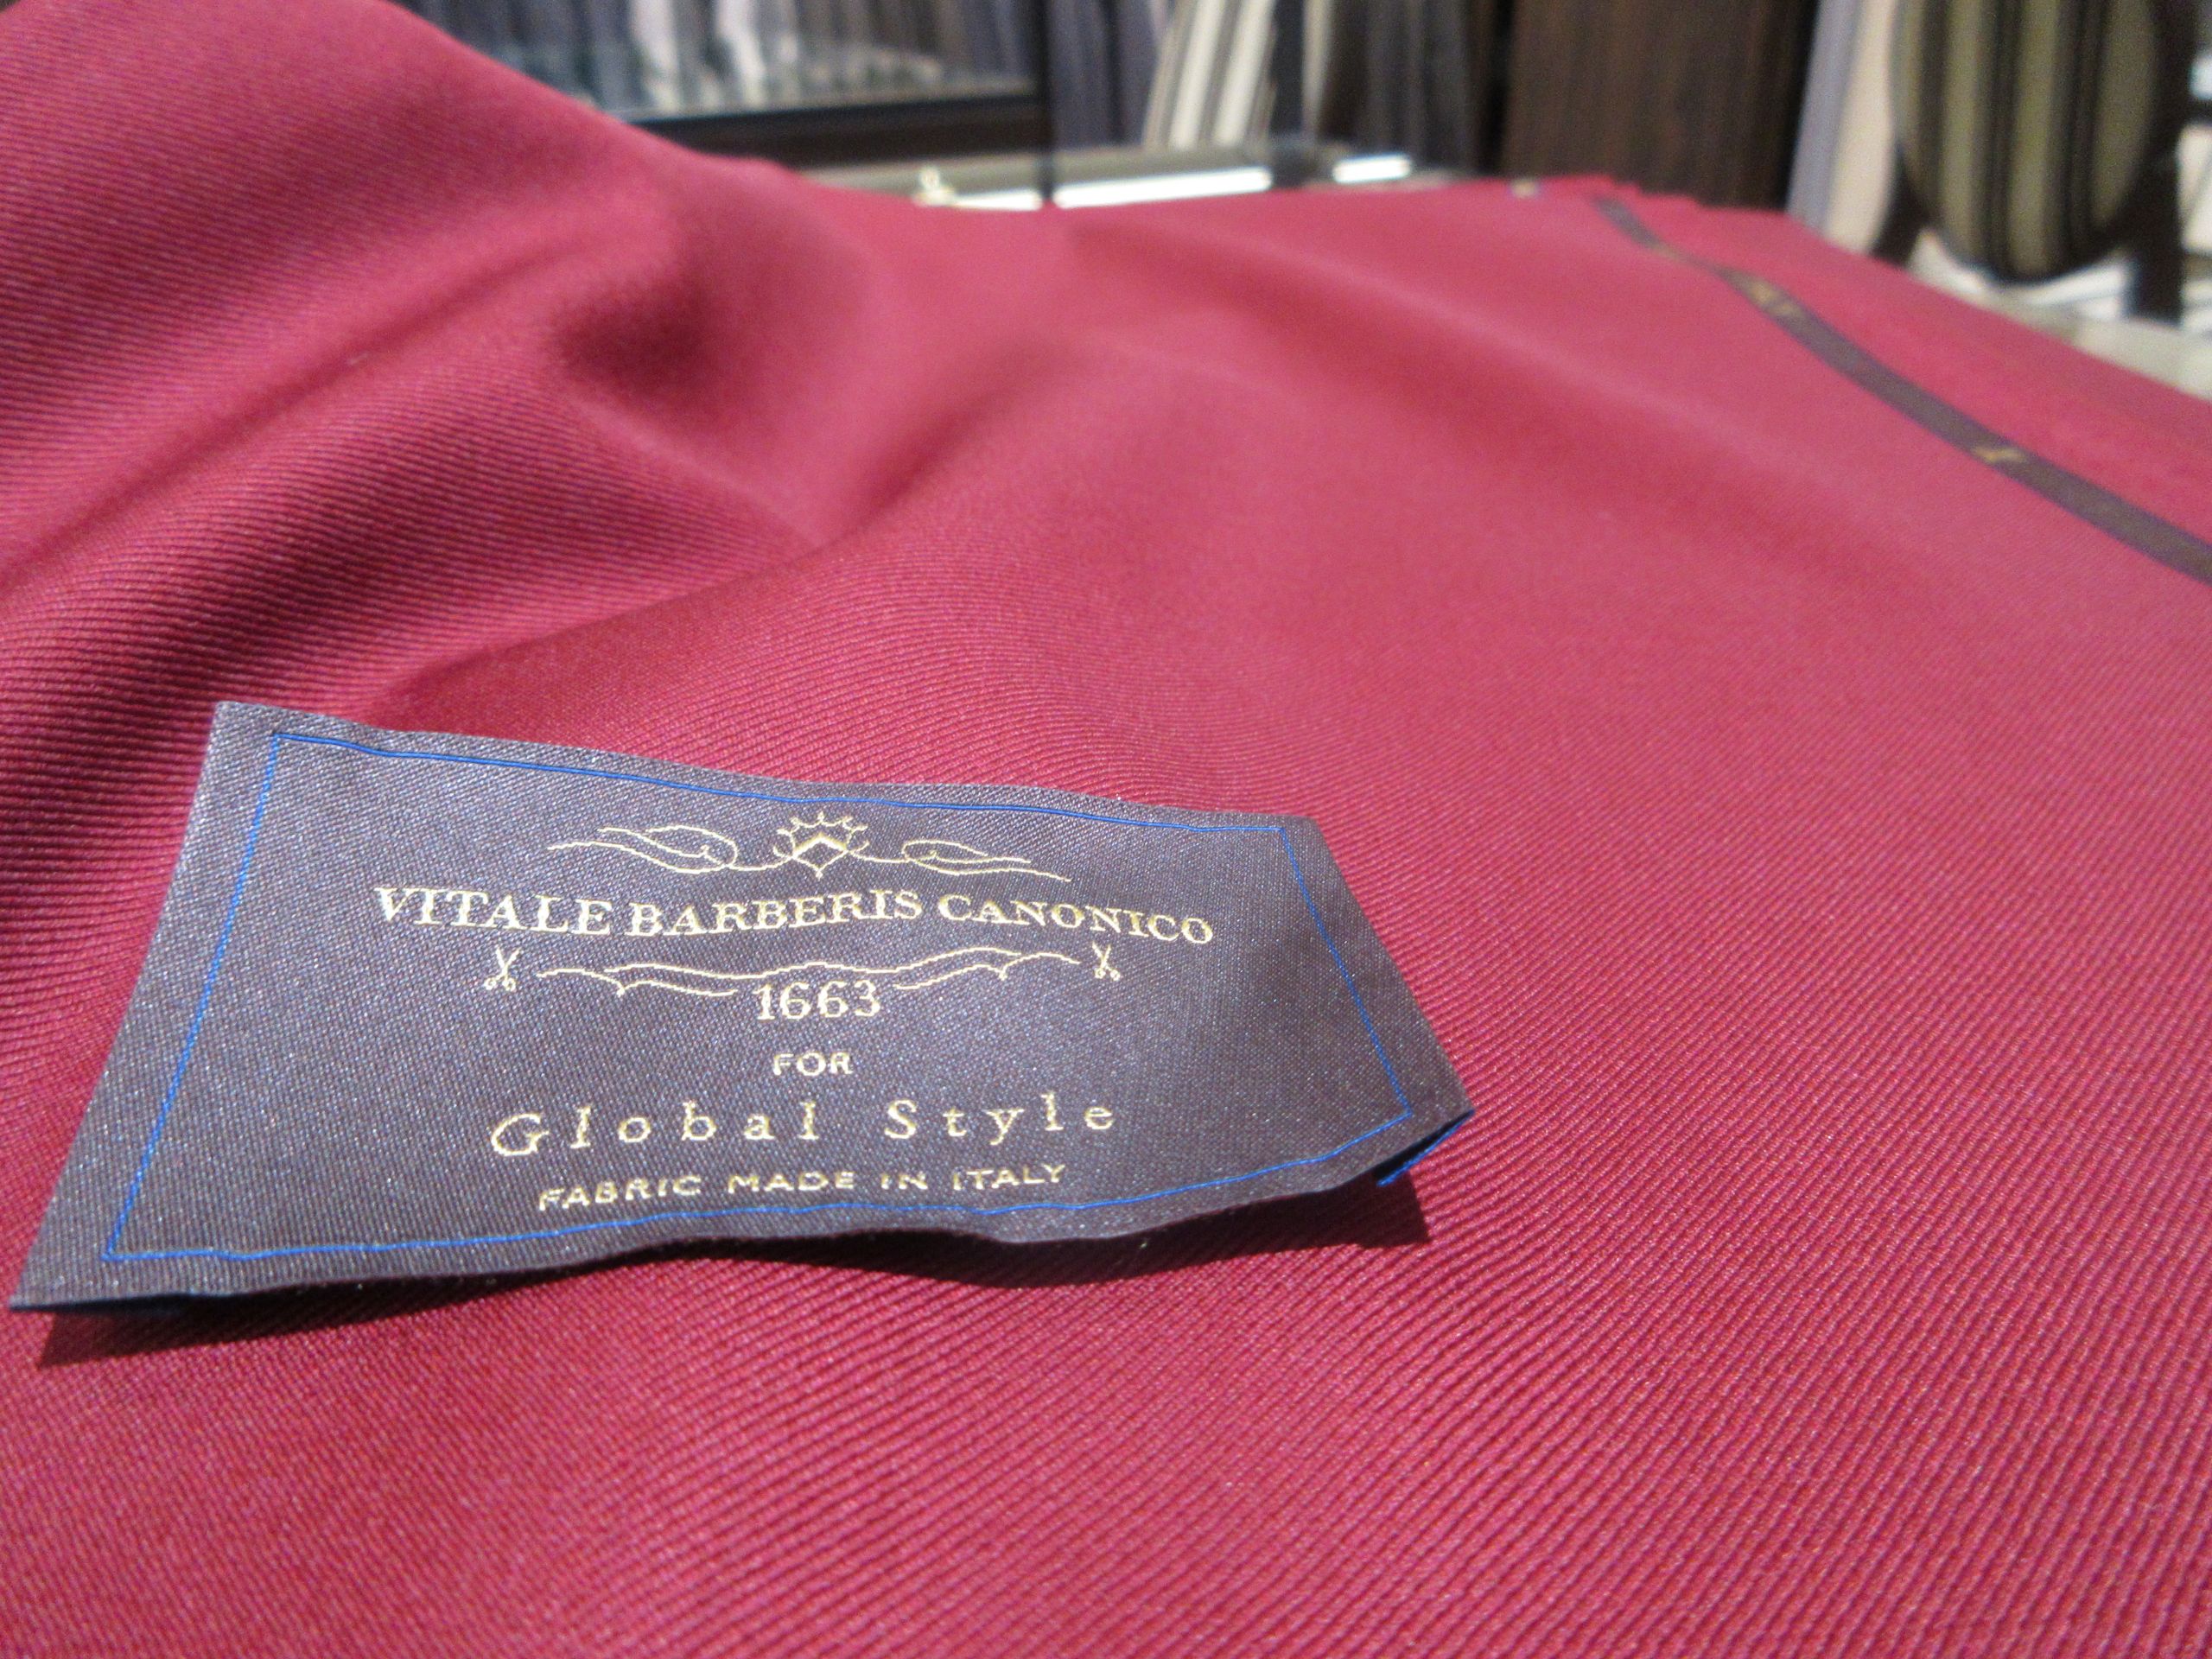 VITALE BARBERIS CANONICO
1663
FOR
Global Style
FABRIC MADE IN ITALY